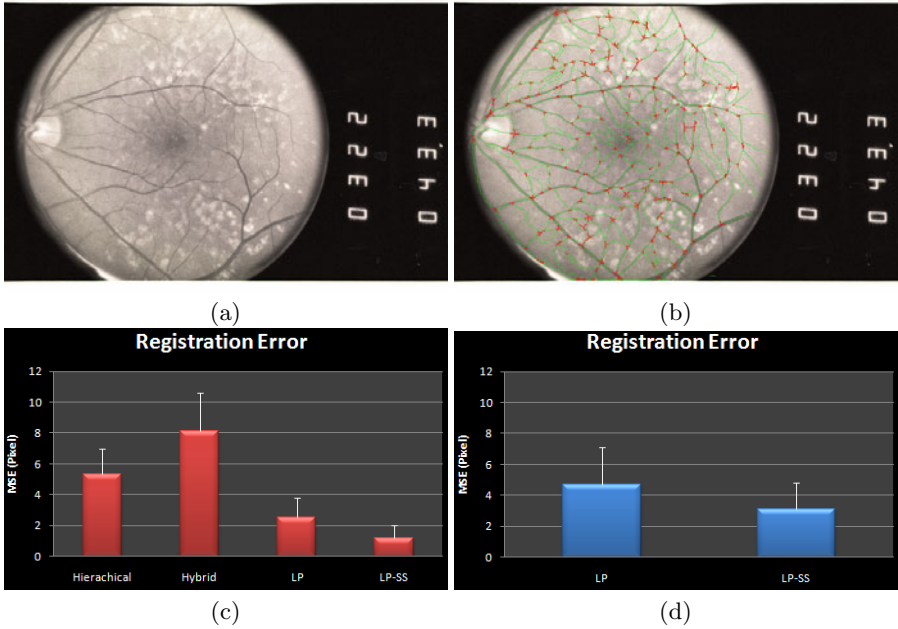 (a)
(b)
Registration Error
MSE (Pixel)
12
10
8
6
4
2
0
Hierachical
Hybrid
LP
LP-SS
(c)
Registration Error
MSE (Pixel)
12
10
8
6
4
2
0
LP
LP-SS
(d)